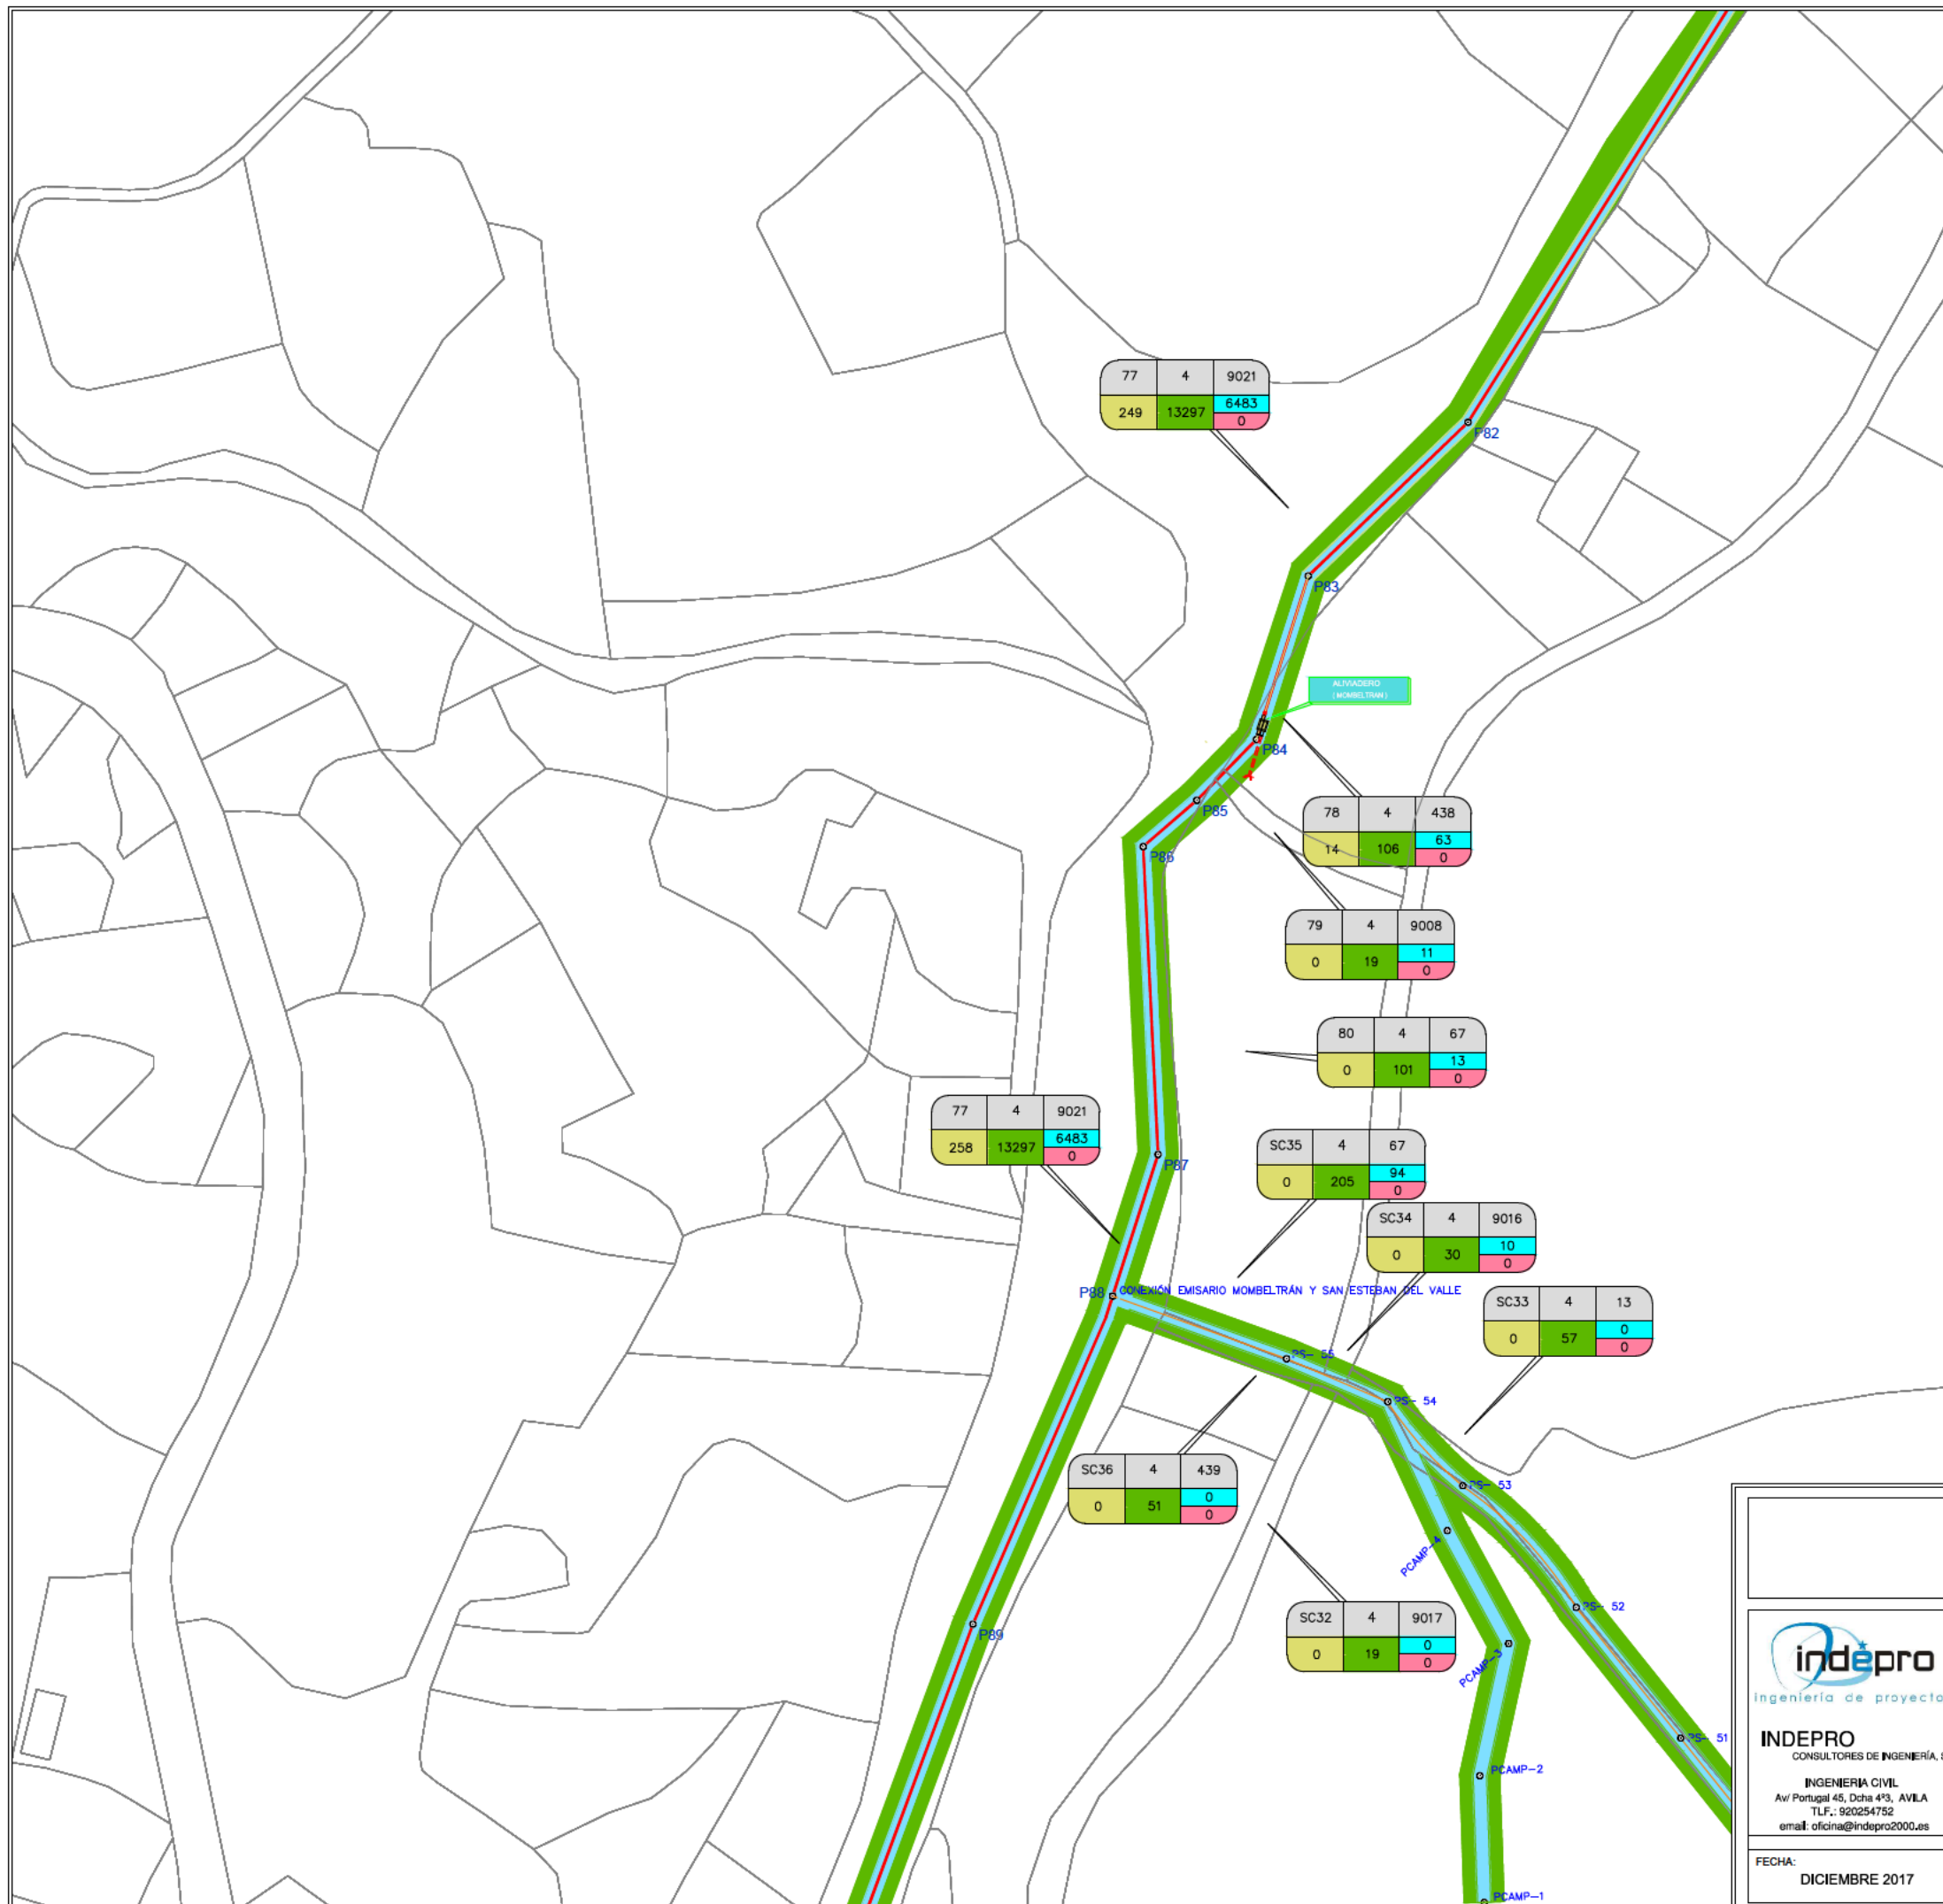 77 4 9021
249 13297 6483
0
P82
P83
ALIVIADERO
( MOMBELTRAN )
P84
P85
78 4 438
14 106 63
0
P86
79 4 9008
0 19 11
0
80 4 67
0 101 13
0
77 4 9021
258 13297 6483
0
P87
SC35 4 67
0 205 94
0
SC34 4 9016
0 30 10
0
P88 CONEXIÓN EMISARIO MOMBELTRÁN Y SAN ESTEBAN DEL VALLE
SC33 4 13
0 57 0
0
PS- 55
PS- 54
SC36 4 439
0 51 0
0
PS- 53
PCAMP-4
PS- 52
SC32 4 9017
0 19 0
0
P89
PCAMP-3
PS- 51
PCAMP-2
PCAMP-1
indepro
ingeniería de proyecto
INDEPRO
CONSULTORES DE INGENIERÍA, S
INGENIERIA CIVIL
Av/ Portugal 45, Dcha 4º3, AVILA
TLF.: 920254752
email: oficina@indepro2000.es
FECHA:
DICIEMBRE 2017